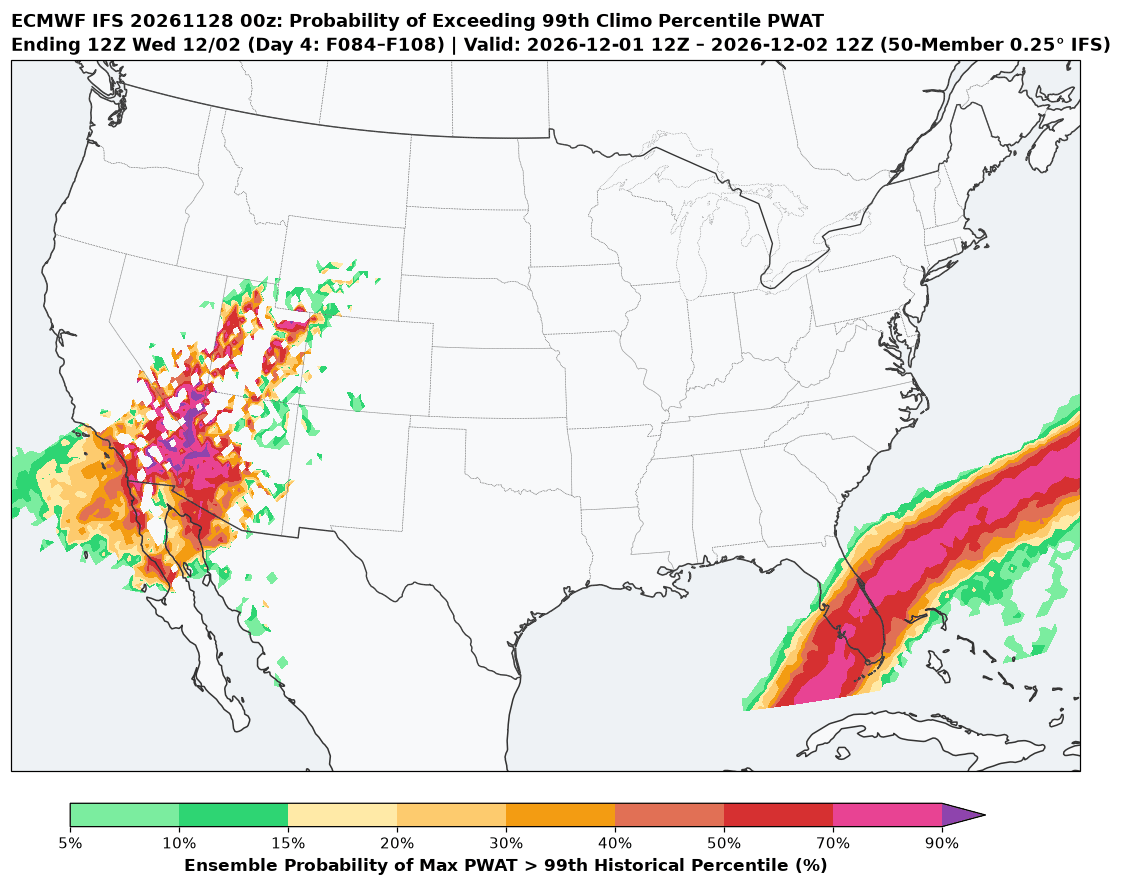 ECMWF IFS 20261128 00z: Probability of Exceeding 99th Climo Percentile PWAT
Ending 12Z Wed 12/02 (Day 4: F084–F108) | Valid: 2026-12-01 12Z – 2026-12-02 12Z (50-Member 0.25° IFS)
5% 10% 15% 20% 30% 40% 50% 70% 90%
Ensemble Probability of Max PWAT > 99th Historical Percentile (%)